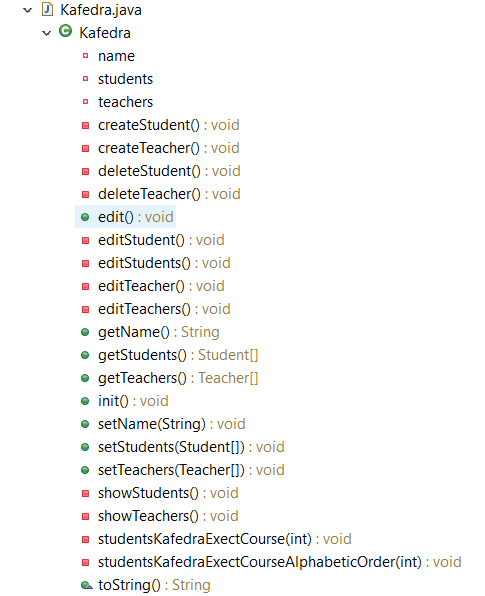 Kafedra.java
Kafedra
name
students
teachers
createStudent() : void
createTeacher() : void
deleteStudent() : void
deleteTeacher() : void
edit() : void
editStudent() : void
editStudents() : void
editTeacher() : void
editTeachers() : void
getName() : String
getStudents() : Student[]
getTeachers() : Teacher[]
init() : void
setName(String) : void
setStudents(Student[]) : void
setTeachers(Teacher[]) : void
showStudents() : void
showTeachers() : void
studentsKafedraExectCourse(int) : void
studentsKafedraExectCourseAlphabeticOrder(int) : void
toString() : String